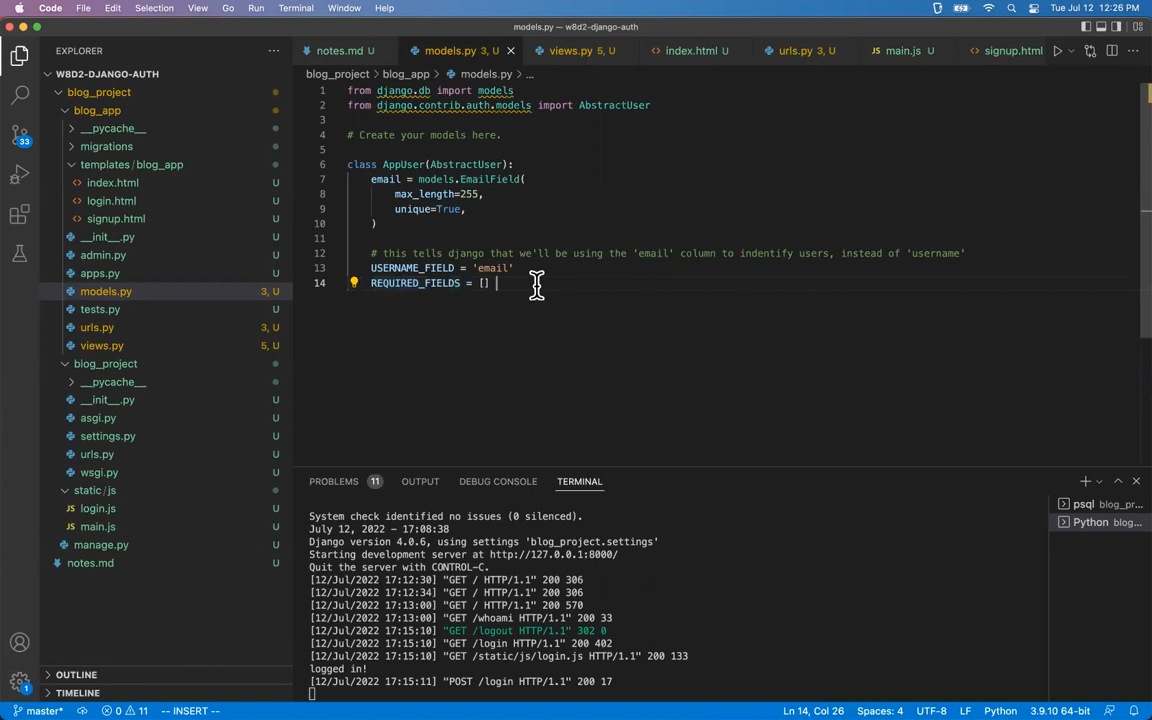 Code File Edit Selection View Go Run Terminal Window Help Tue Jul 12 12:26 PM
models.py — w8d2-django-auth
EXPLORER
notes.md U
models.py 3, U
views.py 5, U
index.html U
urls.py 3, U
main.js U
signup.html
W8D2-DJANGO-AUTH
blog_project
blog_app
__pycache__
migrations
templates / blog_app
index.html U
login.html U
signup.html U
__init__.py U
admin.py U
apps.py U
models.py 3, U
tests.py U
urls.py 3, U
views.py 5, U
blog_project
__pycache__
__init__.py U
asgi.py U
settings.py U
urls.py U
wsgi.py U
static / js
login.js U
main.js U
manage.py U
notes.md U
OUTLINE
TIMELINE
33
1
blog_project > blog_app > models.py > ...
1 from django.db import models
2 from django.contrib.auth.models import AbstractUser
3
4 # Create your models here.
5
6 class AppUser(AbstractUser):
7 email = models.EmailField(
8 max_length=255,
9 unique=True,
10 )
11
12 # this tells django that we'll be using the 'email' column to indentify users, instead of 'username'
13 USERNAME_FIELD = 'email'
14 REQUIRED_FIELDS = []
PROBLEMS 11 OUTPUT DEBUG CONSOLE TERMINAL
System check identified no issues (0 silenced).
July 12, 2022 - 17:08:38
Django version 4.0.6, using settings 'blog_project.settings'
Starting development server at http://127.0.0.1:8000/
Quit the server with CONTROL-C.
[12/Jul/2022 17:12:30] "GET / HTTP/1.1" 200 306
[12/Jul/2022 17:12:34] "GET / HTTP/1.1" 200 306
[12/Jul/2022 17:13:00] "GET / HTTP/1.1" 200 570
[12/Jul/2022 17:13:00] "GET /whoami HTTP/1.1" 200 33
[12/Jul/2022 17:15:10] "GET /logout HTTP/1.1" 302 0
[12/Jul/2022 17:15:10] "GET /login HTTP/1.1" 200 402
[12/Jul/2022 17:15:10] "GET /static/js/login.js HTTP/1.1" 200 133
logged in!
[12/Jul/2022 17:15:11] "POST /login HTTP/1.1" 200 17
psql blog_pr...
Python blog...
master* 0 11 -- INSERT -- Ln 14, Col 26 Spaces: 4 UTF-8 LF Python 3.9.10 64-bit